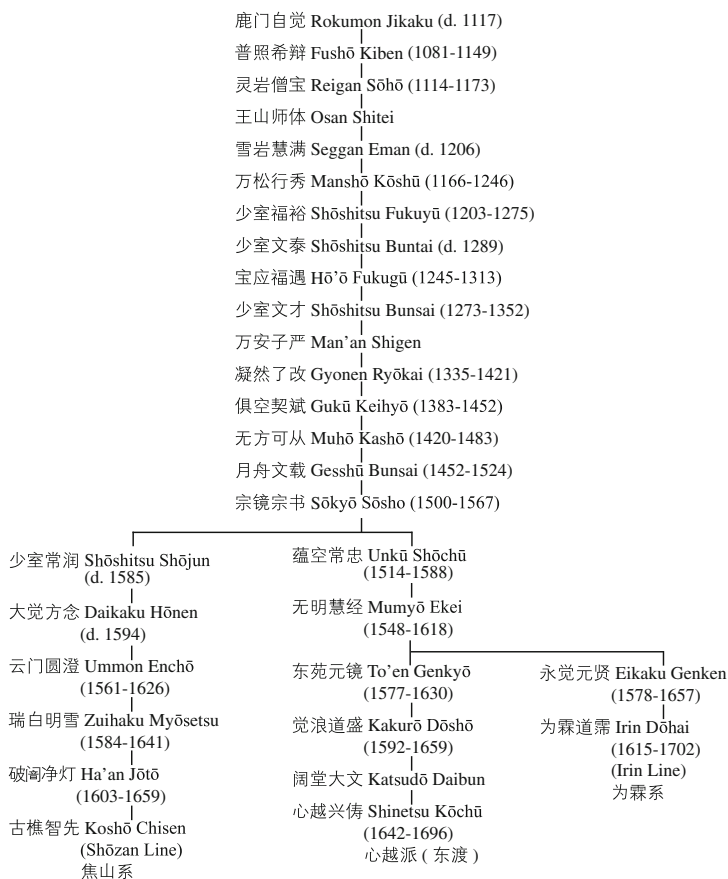 鹿门自觉 Rokumon Jikaku (d. 1117)
普照希辩 Fushō Kiben (1081-1149)
灵岩僧宝 Reigan Sōhō (1114-1173)
王山师体 Osan Shitei
雪岩慧满 Seggan Eman (d. 1206)
万松行秀 Manshō Kōshū (1166-1246)
少室福裕 Shōshitsu Fukuyū (1203-1275)
少室文泰 Shōshitsu Buntai (d. 1289)
宝应福遇 Hō’ō Fukugū (1245-1313)
少室文才 Shōshitsu Bunsai (1273-1352)
万安子严 Man’an Shigen
凝然了改 Gyonen Ryōkai (1335-1421)
俱空契斌 Gukū Keihyō (1383-1452)
无方可从 Muhō Kashō (1420-1483)
月舟文载 Gesshū Bunsai (1452-1524)
宗镜宗书 Sōkyō Sōsho (1500-1567)
少室常润 Shōshitsu Shōjun
(d. 1585)
大觉方念 Daikaku Hōnen
(d. 1594)
云门圆澄 Ummon Enchō
(1561-1626)
瑞白明雪 Zuihaku Myōsetsu
(1584-1641)
破闇净灯 Ha’an Jōtō
(1603-1659)
古樵智先 Koshō Chisen
(Shōzan Line)
焦山系
蕴空常忠 Unkū Shōchū
(1514-1588)
无明慧经 Mumyō Ekei
(1548-1618)
东苑元镜 To’en Genkyō
(1577-1630)
觉浪道盛 Kakurō Dōshō
(1592-1659)
阔堂大文 Katsudō Daibun
心越兴俦 Shinetsu Kōchū
(1642-1696)
心越派 ( 东渡 )
永觉元贤 Eikaku Genken
(1578-1657)
为霖道霈 Irin Dōhai
(1615-1702)
(Irin Line)
为霖系